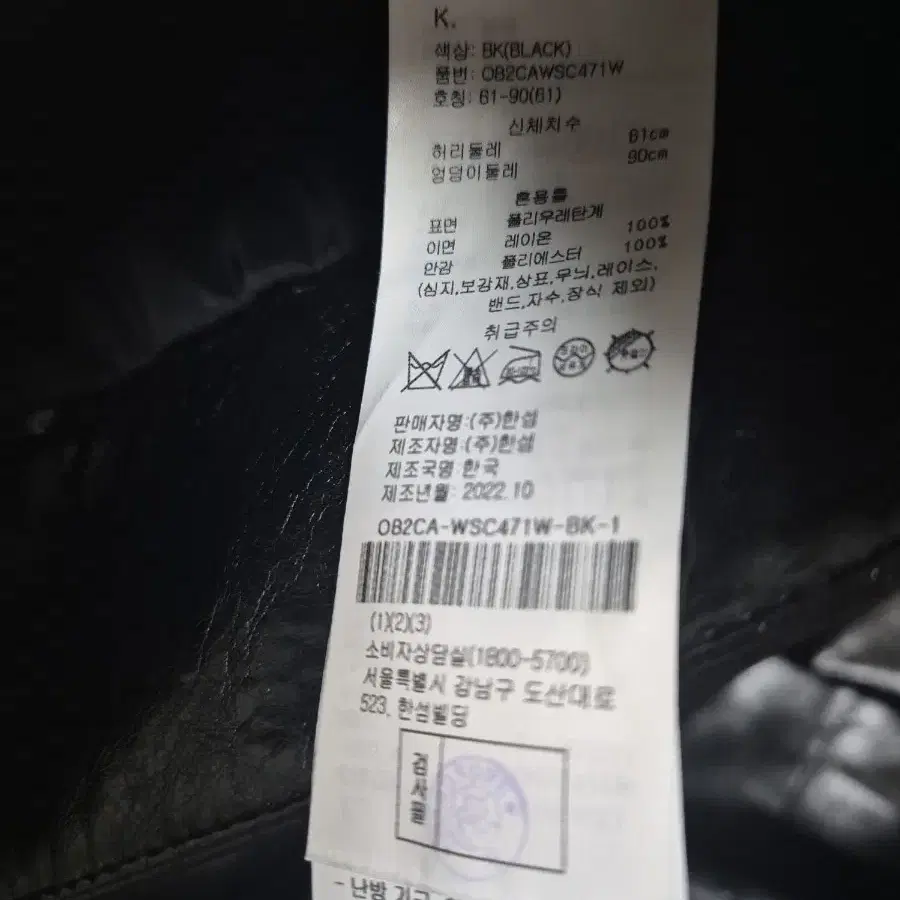 K.
색상: BK(BLACK)
품번: OB2CAWSC471W
호칭: 61-90(61)
신체치수
허리둘레 61cm
엉덩이둘레 90cm
혼용률
표면 폴리우레탄계
이면 레이온 100%
안감 폴리에스터 100%
(심지,보강재,상표,무늬,레이스,
밴드,자수,장식 제외)
취급주의
판매자명:(주)한섬
제조자명:(주)한섬
제조국명:한국
제조년월: 2022.10
OB2CA-WSC471W-BK-1
(1)(2)(3)
소비자상담실(1800-5700)
서울특별시 강남구 도산대로
523, 한섬빌딩
검사필
- 난방 기구